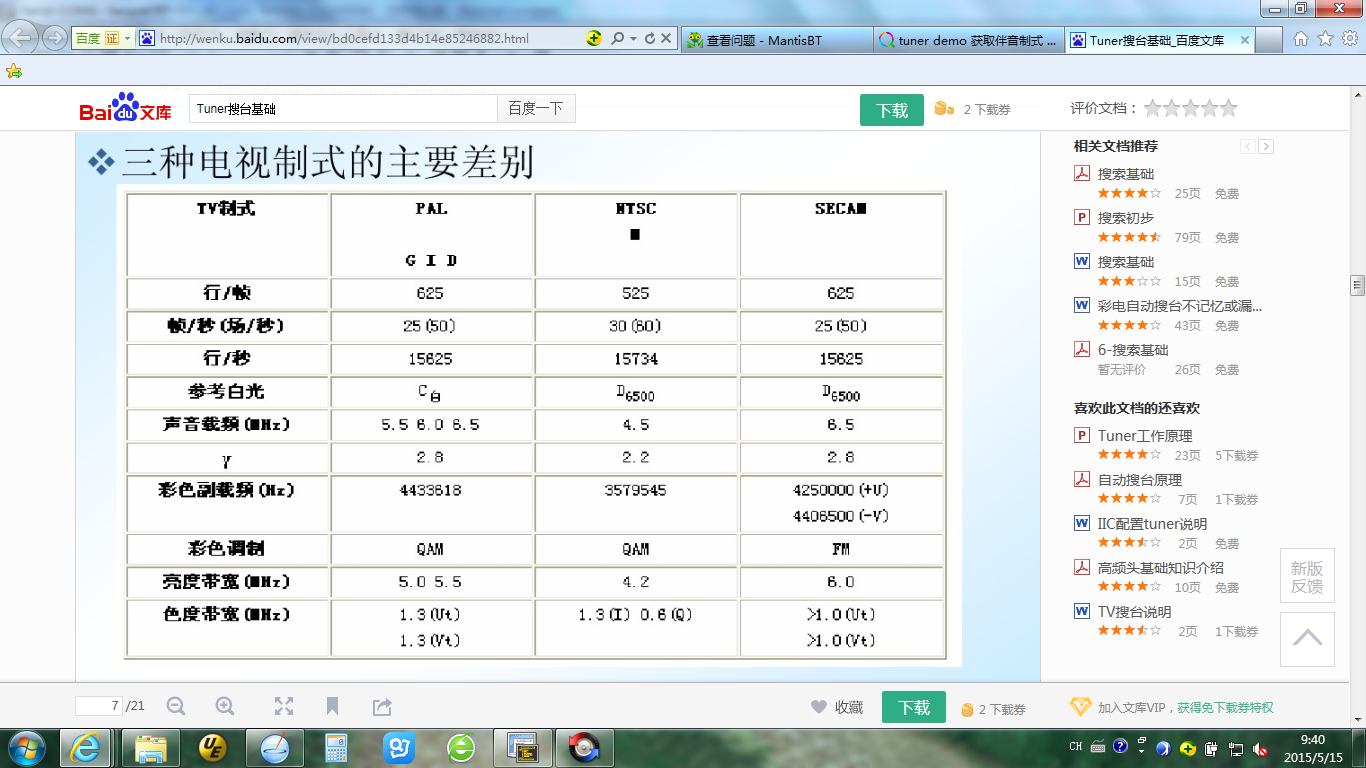 百度 证 http://wenku.baidu.com/view/bd0cefd133d4b14e85246882.html 查看问题 - MantisBT tuner demo 获取伴音制式 ... Tuner搜台基础_百度文库
Bai du 文库 Tuner搜台基础 百度一下 下载 2 下载券 评价文档：
❖三种电视制式的主要差别
TV制式 PAL NTSC SECAM
M
G I D
行/帧 625 525 625
帧/秒(场/秒) 25(50) 30(60) 25(50)
行/秒 15625 15734 15625
参考白光 C白 D6500 D6500
声音载频(MHz) 5.5 6.0 6.5 4.5 6.5
γ 2.8 2.2 2.8
彩色副载频(Hz) 4433618 3579545 4250000(+U)
4406500(-V)
彩色调制 QAM QAM FM
亮度带宽(MHz) 5.0 5.5 4.2 6.0
色度带宽(MHz) 1.3(Ut) 1.3(I) 0.6(Q) >1.0(Ut)
1.3(Vt) >1.0(Vt)
相关文档推荐
搜索基础
25页 免费
搜索初步
79页 免费
搜索基础
15页 免费
彩电自动搜台不记忆或漏...
43页 免费
6-搜索基础
暂无评价 26页 免费
喜欢此文档的还喜欢
Tuner工作原理
23页 5下载券
自动搜台原理
7页 1下载券
IIC配置tuner说明
2页 免费
高频头基础知识介绍
10页 免费
TV搜台说明
2页 1下载券
新版
反馈
7 /21 收藏 下载 2 下载券 加入文库VIP，获得免下载券特权
CH 9:40
2015/5/15